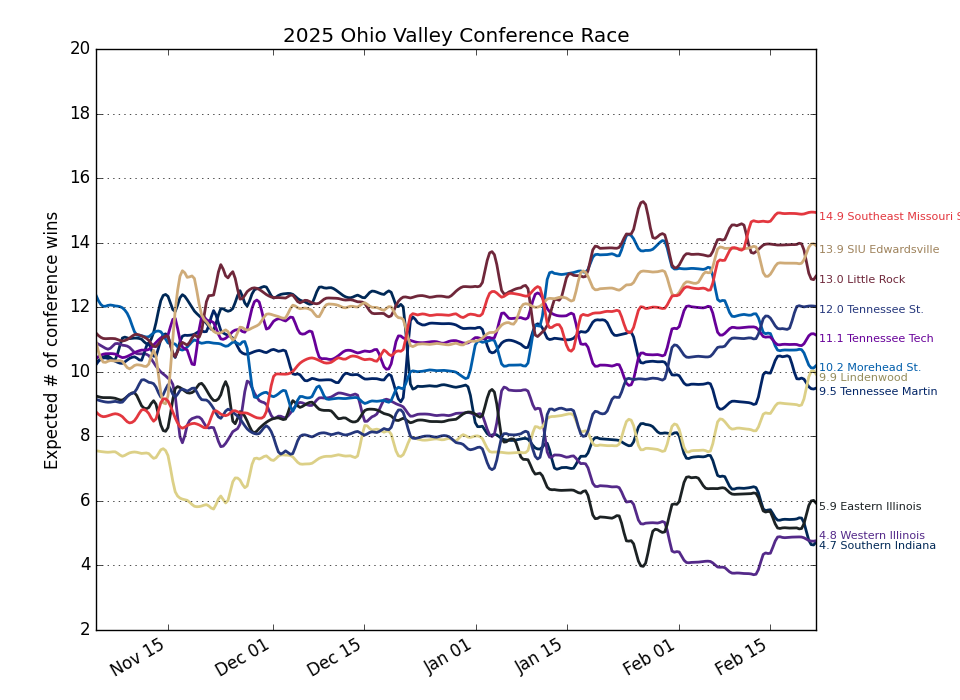 2025 Ohio Valley Conference Race
Expected # of conference wins
20
18
16
14
12
10
8
6
4
2
14.9 Southeast Missouri S
13.9 SIU Edwardsville
13.0 Little Rock
12.0 Tennessee St.
11.1 Tennessee Tech
10.2 Morehead St.
9.9 Lindenwood
9.5 Tennessee Martin
5.9 Eastern Illinois
4.8 Western Illinois
4.7 Southern Indiana
Nov 15
Dec 01
Dec 15
Jan 01
Jan 15
Feb 01
Feb 15